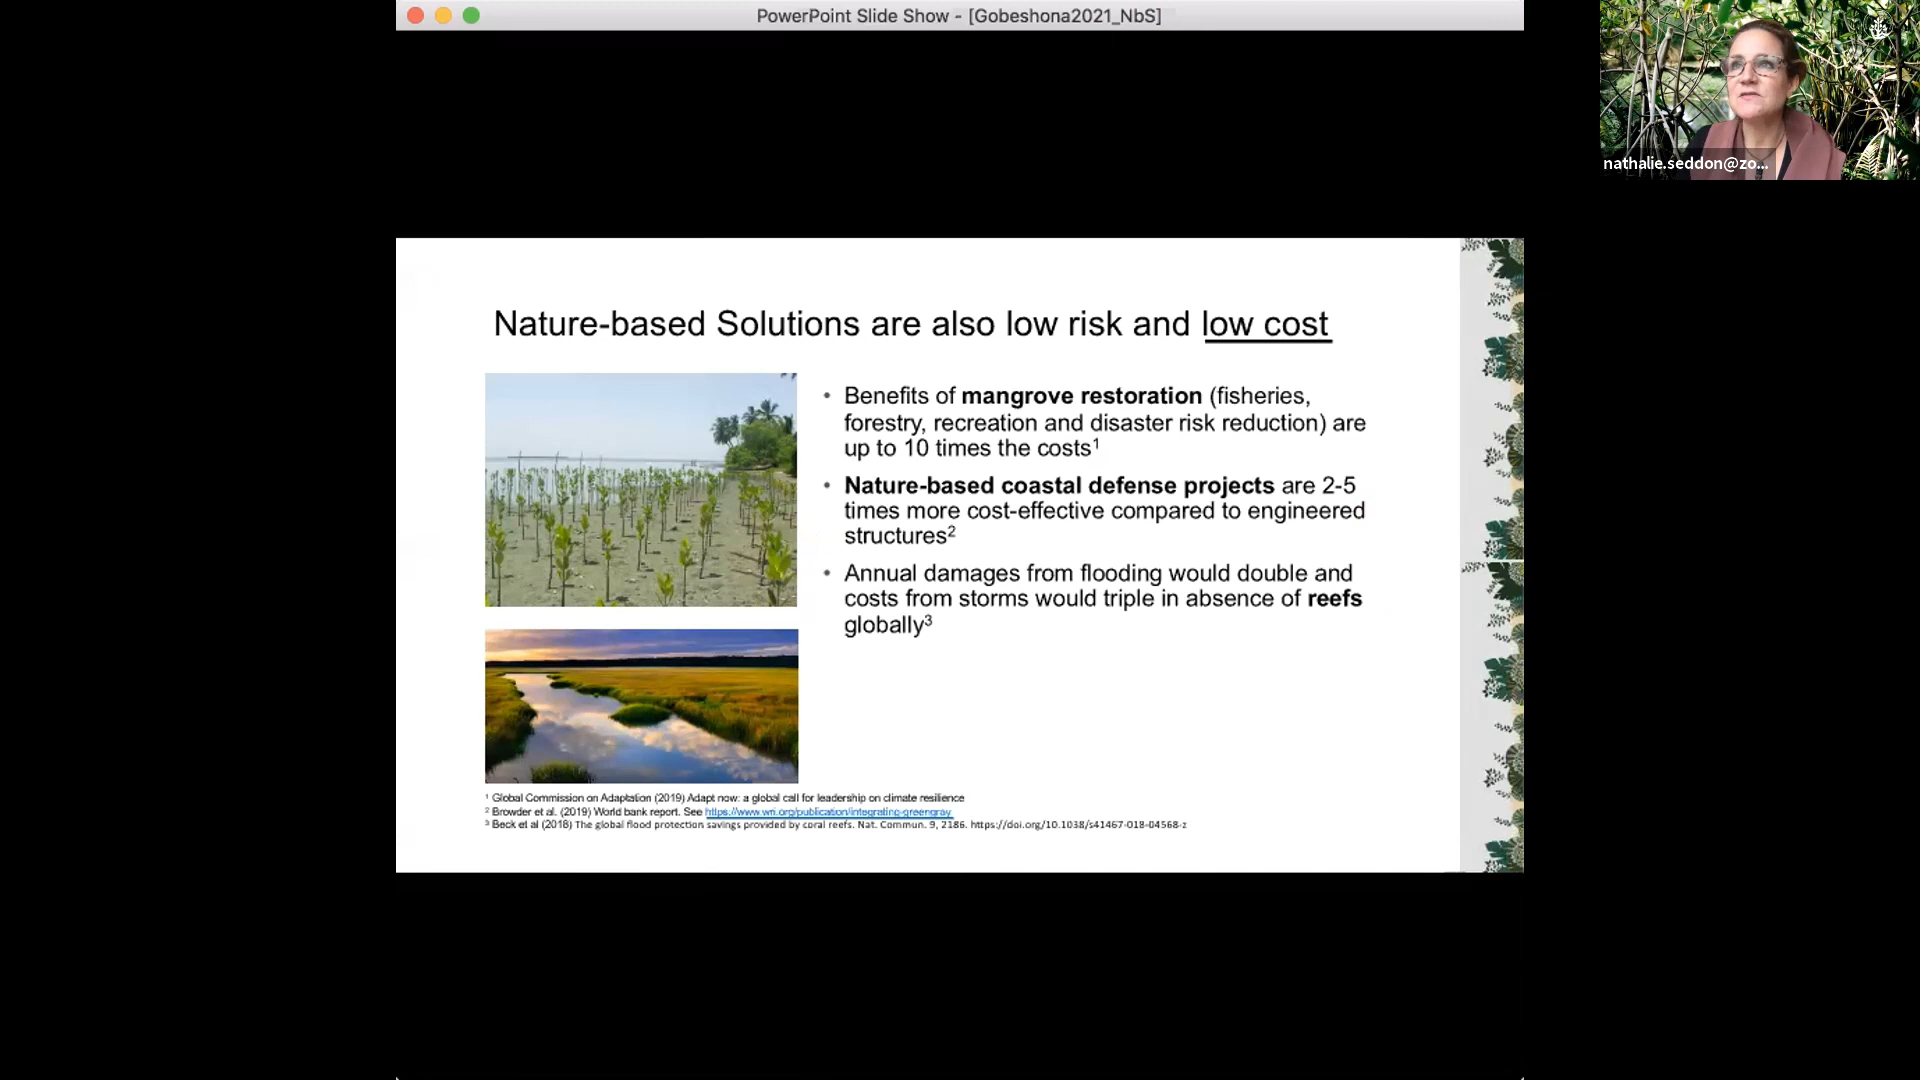 PowerPoint Slide Show - [Gobeshona2021_NbS]
nathalie.seddon@zo...
Nature-based Solutions are also low risk and low cost
• Benefits of mangrove restoration (fisheries,
forestry, recreation and disaster risk reduction) are
up to 10 times the costs¹
• Nature-based coastal defense projects are 2-5
times more cost-effective compared to engineered
structures²
• Annual damages from flooding would double and
costs from storms would triple in absence of reefs
globally³
¹ Global Commission on Adaptation (2019) Adapt now: a global call for leadership on climate resilience
² Browder et al. (2019) World bank report. See https://www.wri.org/publication/integrating-greengray
³ Beck et al (2018) The global flood protection savings provided by coral reefs. Nat. Commun. 9, 2186. https://doi.org/10.1038/s41467-018-04568-z